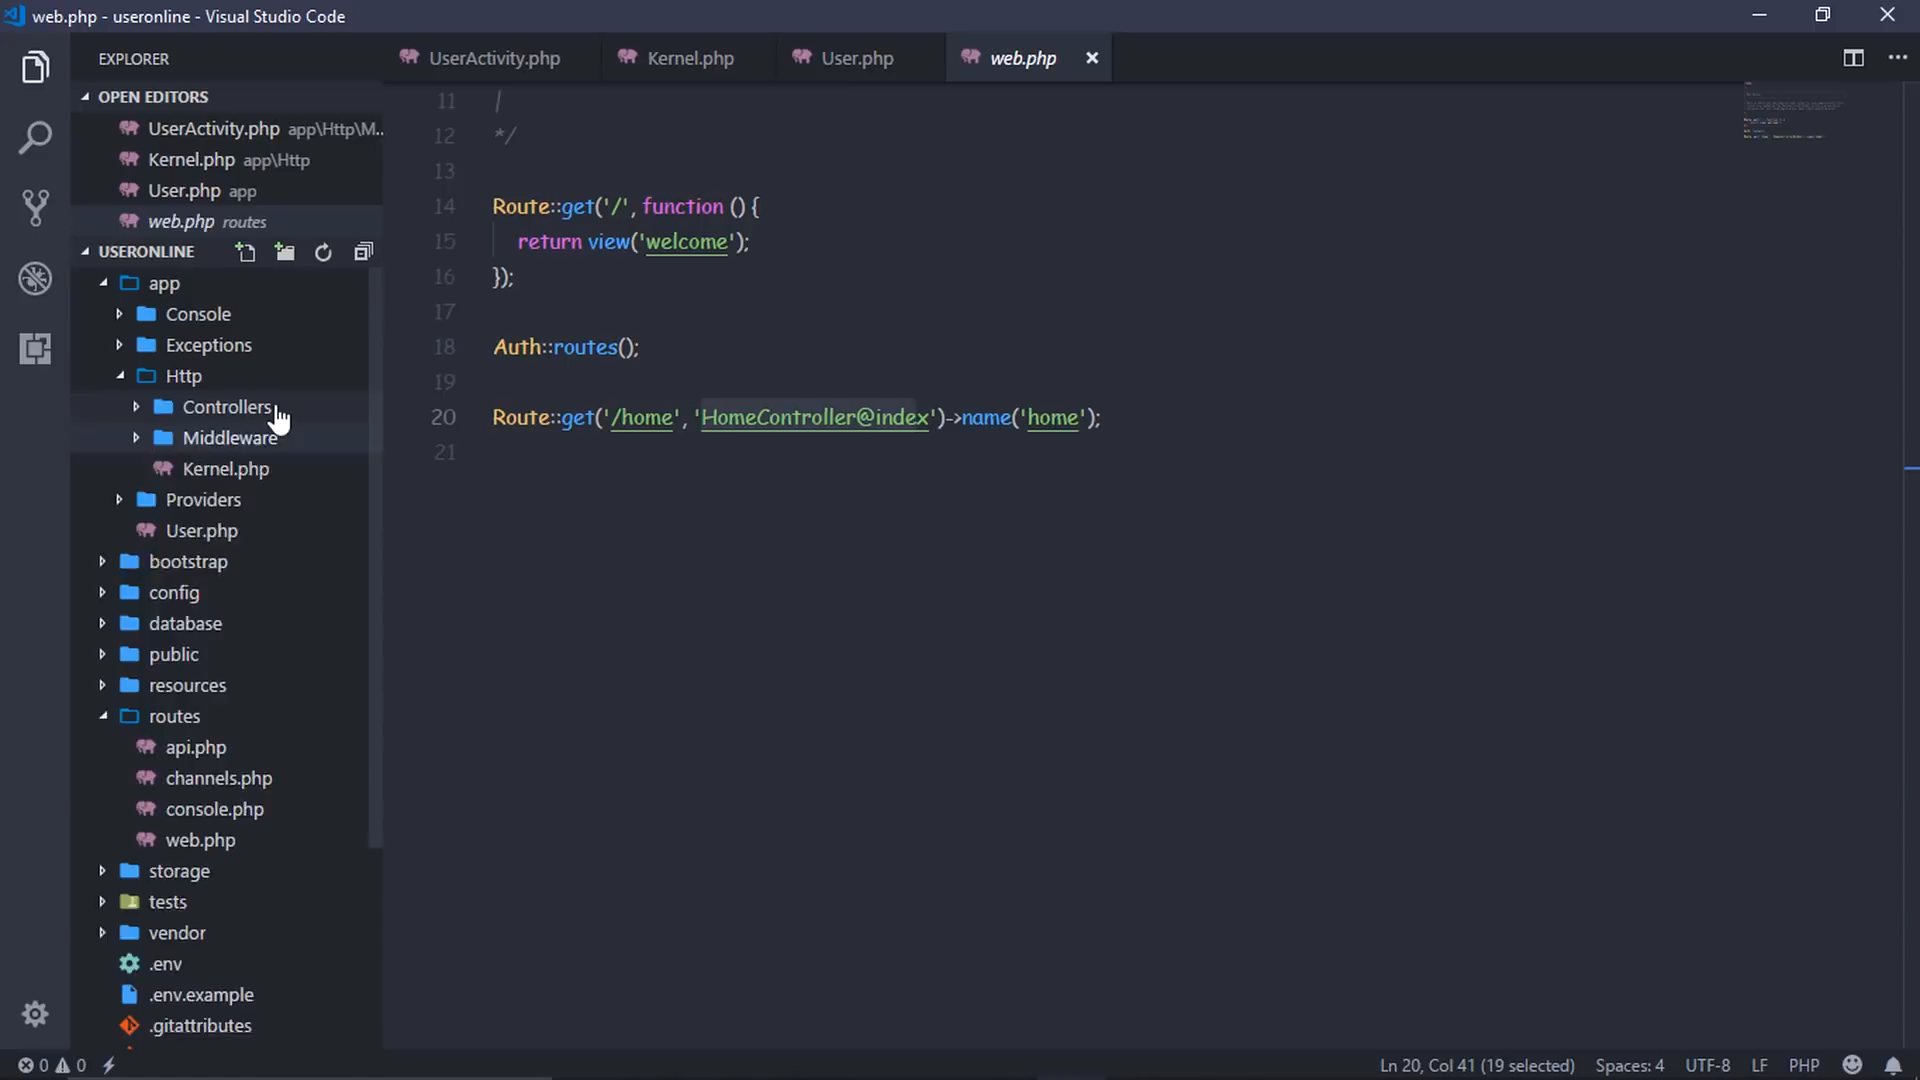 web.php - useronline - Visual Studio Code
EXPLORER
OPEN EDITORS
UserActivity.php app\Http\M..
Kernel.php app\Http
User.php app
web.php routes
USERONLINE
app
Console
Exceptions
Http
Controllers
Middleware
Kernel.php
Providers
User.php
bootstrap
config
database
public
resources
routes
api.php
channels.php
console.php
web.php
storage
tests
vendor
.env
.env.example
.gitattributes
UserActivity.php Kernel.php User.php web.php
11 |
12 */
13
14 Route::get('/', function () {
15 return view('welcome');
16 });
17
18 Auth::routes();
19
20 Route::get('/home', 'HomeController@index')->name('home');
21
0 0 Ln 20, Col 41 (19 selected) Spaces: 4 UTF-8 LF PHP